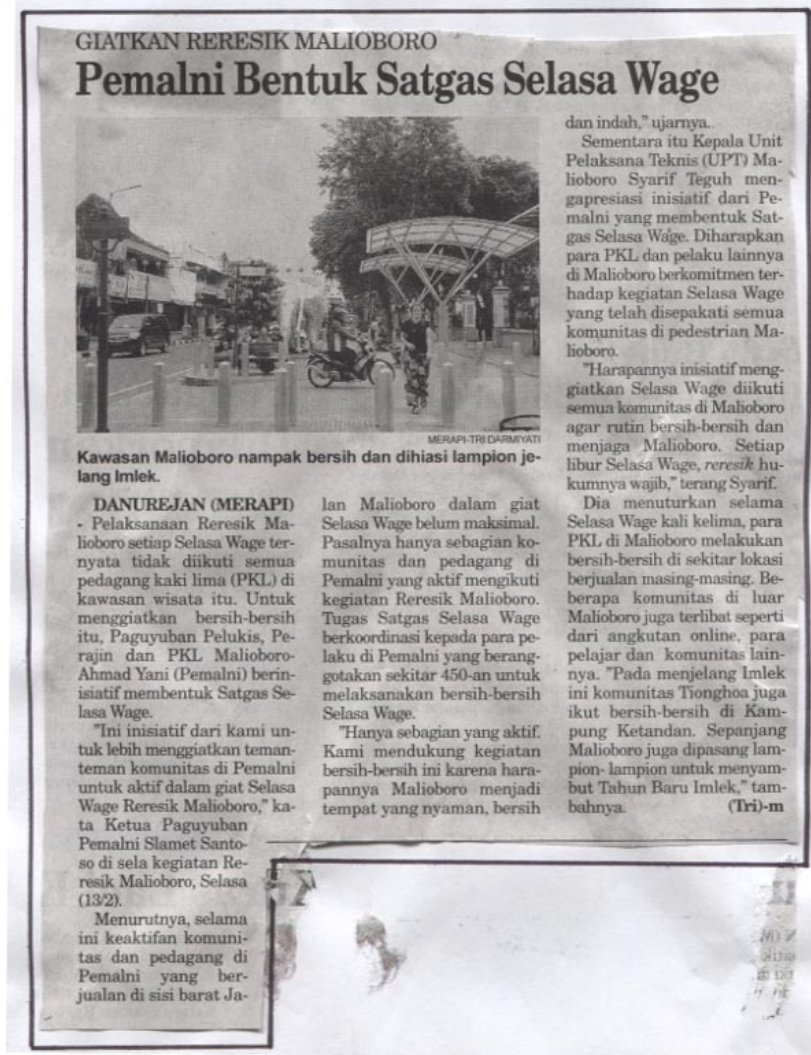 GIATKAN RERESIK MALIOBORO
Pemalni Bentuk Satgas Selasa Wage
MERAPI-TRI DARMIYATI
Kawasan Malioboro nampak bersih dan dihiasi lampion je-
lang Imlek.
DANUREJAN (MERAPI)
- Pelaksanaan Reresik Ma-
lioboro setiap Selasa Wage ter-
nyata tidak diikuti semua
pedagang kaki lima (PKL) di
kawasan wisata itu. Untuk
menggiatkan bersih-bersih
itu, Paguyuban Pelukis, Pe-
rajin dan PKL Malioboro-
Ahmad Yani (Pemalni) berin-
isiatif membentuk Satgas Se-
lasa Wage.
"Ini inisiatif dari kami un-
tuk lebih menggiatkan teman-
teman komunitas di Pemalni
untuk aktif dalam giat Selasa
Wage Reresik Malioboro," ka-
ta Ketua Paguyuban
Pemalni Slamet Santo-
so di sela kegiatan Re-
resik Malioboro, Selasa
(13/2).
Menurutnya, selama
ini keaktifan komuni-
tas dan pedagang di
Pemalni yang ber-
jualan di sisi barat Ja-
lan Malioboro dalam giat
Selasa Wage belum maksimal.
Pasalnya hanya sebagian ko-
munitas dan pedagang di
Pemalni yang aktif mengikuti
kegiatan Reresik Malioboro.
Tugas Satgas Selasa Wage
berkoordinasi kepada para pe-
laku di Pemalni yang berang-
gotakan sekitar 450-an untuk
melaksanakan bersih-bersih
Selasa Wage.
"Hanya sebagian yang aktif.
Kami mendukung kegiatan
bersih-bersih ini karena hara-
pannya Malioboro menjadi
tempat yang nyaman, bersih
dan indah," ujarnya.
Sementara itu Kepala Unit
Pelaksana Teknis (UPT) Ma-
lioboro Syarif Teguh men-
gapresiasi inisiatif dari Pe-
malni yang membentuk Sat-
gas Selasa Wage. Diharapkan
para PKL dan pelaku lainnya
di Malioboro berkomitmen ter-
hadap kegiatan Selasa Wage
yang telah disepakati semua
komunitas di pedestrian Ma-
lioboro.
"Harapannya inisiatif meng-
giatkan Selasa Wage diikuti
semua komunitas di Malioboro
agar rutin bersih-bersih dan
menjaga Malioboro. Setiap
libur Selasa Wage, reresik hu-
kumnya wajib," terang Syarif.
Dia menuturkan selama
Selasa Wage kali kelima, para
PKL di Malioboro melakukan
bersih-bersih di sekitar lokasi
berjualan masing-masing. Be-
berapa komunitas di luar
Malioboro juga terlibat seperti
dari angkutan online, para
pelajar dan komunitas lain-
nya. "Pada menjelang Imlek
ini komunitas Tionghoa juga
ikut bersih-bersih di Kam-
pung Ketandan. Sepanjang
Malioboro juga dipasang lam-
pion- lampion untuk menyam-
but Tahun Baru Imlek," tam-
bahnya. (Tri)-m